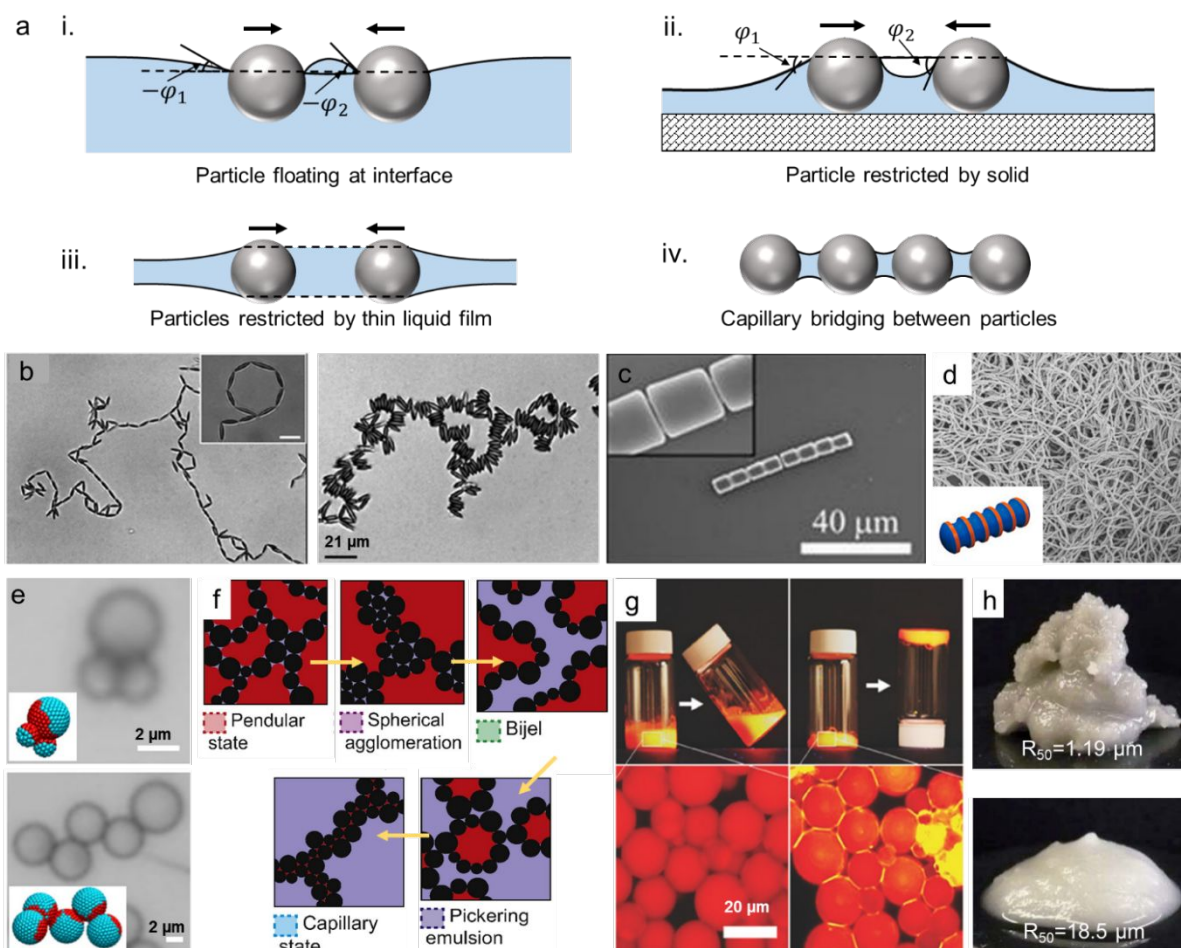 a
i.
−φ₁
−φ₂
Particle floating at interface
ii.
φ₁
φ₂
Particle restricted by solid
iii.
Particles restricted by thin liquid film
iv.
Capillary bridging between particles
b
21 µm
c
40 µm
d
e
2 µm
2 µm
f
Pendular
state
Spherical
agglomeration
Bijel
Capillary
state
Pickering
emulsion
g
20 µm
h
R₅₀=1.19 µm
R₅₀=18.5 µm